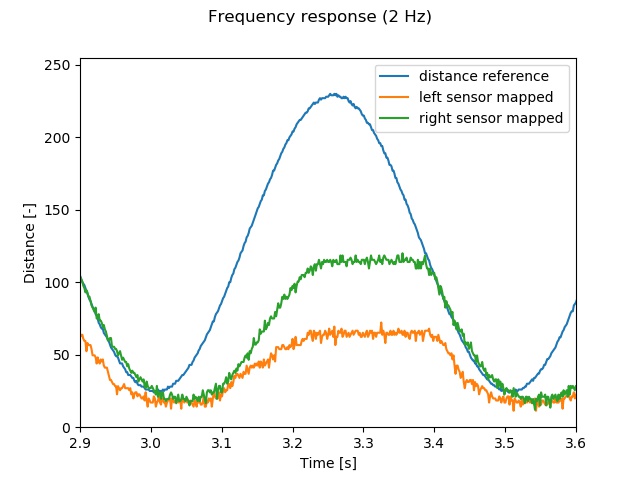 Frequency response (2 Hz)
distance reference
left sensor mapped
right sensor mapped
Distance [-]
250
200
150
100
50
0
2.9 3.0 3.1 3.2 3.3 3.4 3.5 3.6
Time [s]